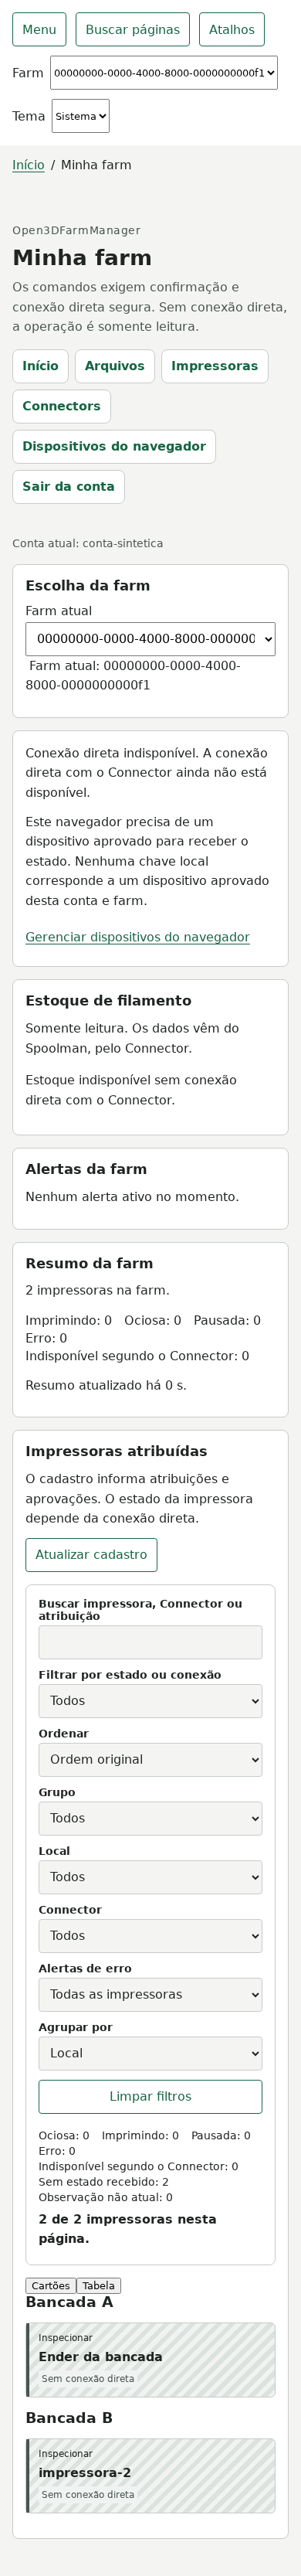 Menu Buscar páginas Atalhos
Farm 00000000-0000-4000-8000-0000000000f1
Tema Sistema
Início / Minha farm
Open3DFarmManager
Minha farm
Os comandos exigem confirmação e
conexão direta segura. Sem conexão direta,
a operação é somente leitura.
Início Arquivos Impressoras
Connectors
Dispositivos do navegador
Sair da conta
Conta atual: conta-sintetica
Escolha da farm
Farm atual
00000000-0000-4000-8000-000000
Farm atual: 00000000-0000-4000-
8000-0000000000f1
Conexão direta indisponível. A conexão
direta com o Connector ainda não está
disponível.
Este navegador precisa de um
dispositivo aprovado para receber o
estado. Nenhuma chave local
corresponde a um dispositivo aprovado
desta conta e farm.
Gerenciar dispositivos do navegador
Estoque de filamento
Somente leitura. Os dados vêm do
Spoolman, pelo Connector.
Estoque indisponível sem conexão
direta com o Connector.
Alertas da farm
Nenhum alerta ativo no momento.
Resumo da farm
2 impressoras na farm.
Imprimindo: 0 Ociosa: 0 Pausada: 0
Erro: 0
Indisponível segundo o Connector: 0
Resumo atualizado há 0 s.
Impressoras atribuídas
O cadastro informa atribuições e
aprovações. O estado da impressora
depende da conexão direta.
Atualizar cadastro
Buscar impressora, Connector ou
atribuição
Filtrar por estado ou conexão
Todos
Ordenar
Ordem original
Grupo
Todos
Local
Todos
Connector
Todos
Alertas de erro
Todas as impressoras
Agrupar por
Local
Limpar filtros
Ociosa: 0 Imprimindo: 0 Pausada: 0
Erro: 0
Indisponível segundo o Connector: 0
Sem estado recebido: 2
Observação não atual: 0
2 de 2 impressoras nesta
página.
Cartões Tabela
Bancada A
Inspecionar
Ender da bancada
Sem conexão direta
Bancada B
Inspecionar
impressora-2
Sem conexão direta